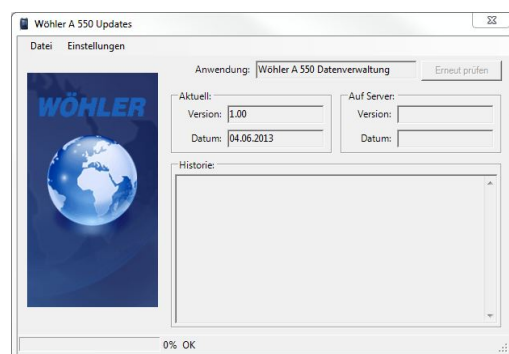 Wöhler A 550 Updates
Datei Einstellungen
WÖHLER
Anwendung: Wöhler A 550 Datenverwaltung Erneut prüfen
Aktuell:
Version: 1.00
Datum: 04.06.2013
Auf Server:
Version:
Datum:
Historie:
0% OK